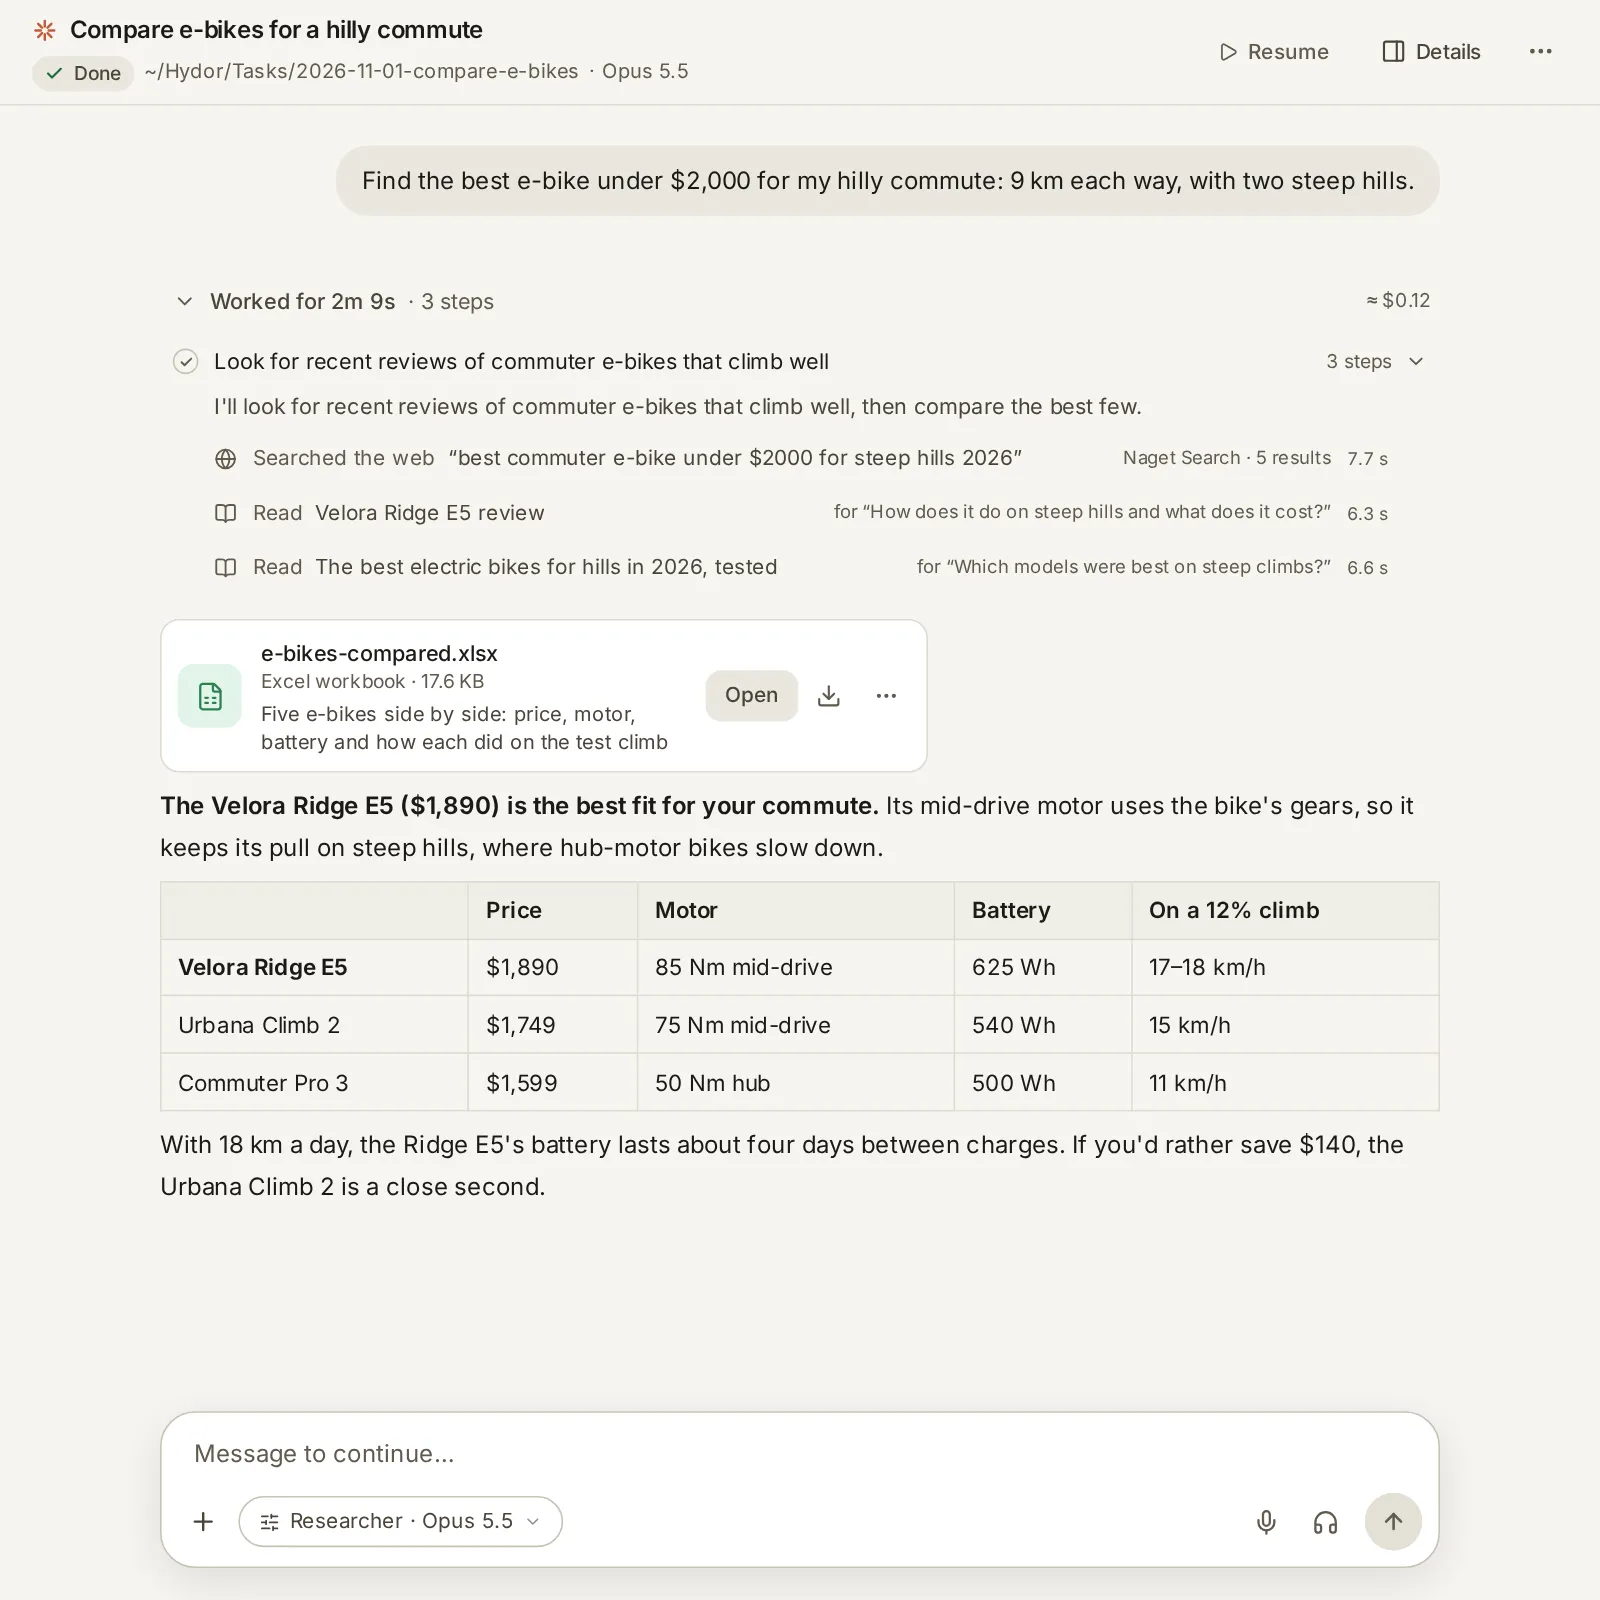 Compare e-bikes for a hilly commute
Done ~/Hydor/Tasks/2026-11-01-compare-e-bikes · Opus 5.5
Resume Details
Find the best e-bike under $2,000 for my hilly commute: 9 km each way, with two steep hills.
Worked for 2m 9s · 3 steps ≈ $0.12
Look for recent reviews of commuter e-bikes that climb well 3 steps
I'll look for recent reviews of commuter e-bikes that climb well, then compare the best few.
Searched the web “best commuter e-bike under $2000 for steep hills 2026” Naget Search · 5 results 7.7 s
Read Velora Ridge E5 review for “How does it do on steep hills and what does it cost?” 6.3 s
Read The best electric bikes for hills in 2026, tested for “Which models were best on steep climbs?” 6.6 s
e-bikes-compared.xlsx
Excel workbook · 17.6 KB
Five e-bikes side by side: price, motor,
battery and how each did on the test climb
Open
The Velora Ridge E5 ($1,890) is the best fit for your commute. Its mid-drive motor uses the bike's gears, so it
keeps its pull on steep hills, where hub-motor bikes slow down.
Price Motor Battery On a 12% climb
Velora Ridge E5 $1,890 85 Nm mid-drive 625 Wh 17–18 km/h
Urbana Climb 2 $1,749 75 Nm mid-drive 540 Wh 15 km/h
Commuter Pro 3 $1,599 50 Nm hub 500 Wh 11 km/h
With 18 km a day, the Ridge E5's battery lasts about four days between charges. If you'd rather save $140, the
Urbana Climb 2 is a close second.
Message to continue...
Researcher · Opus 5.5